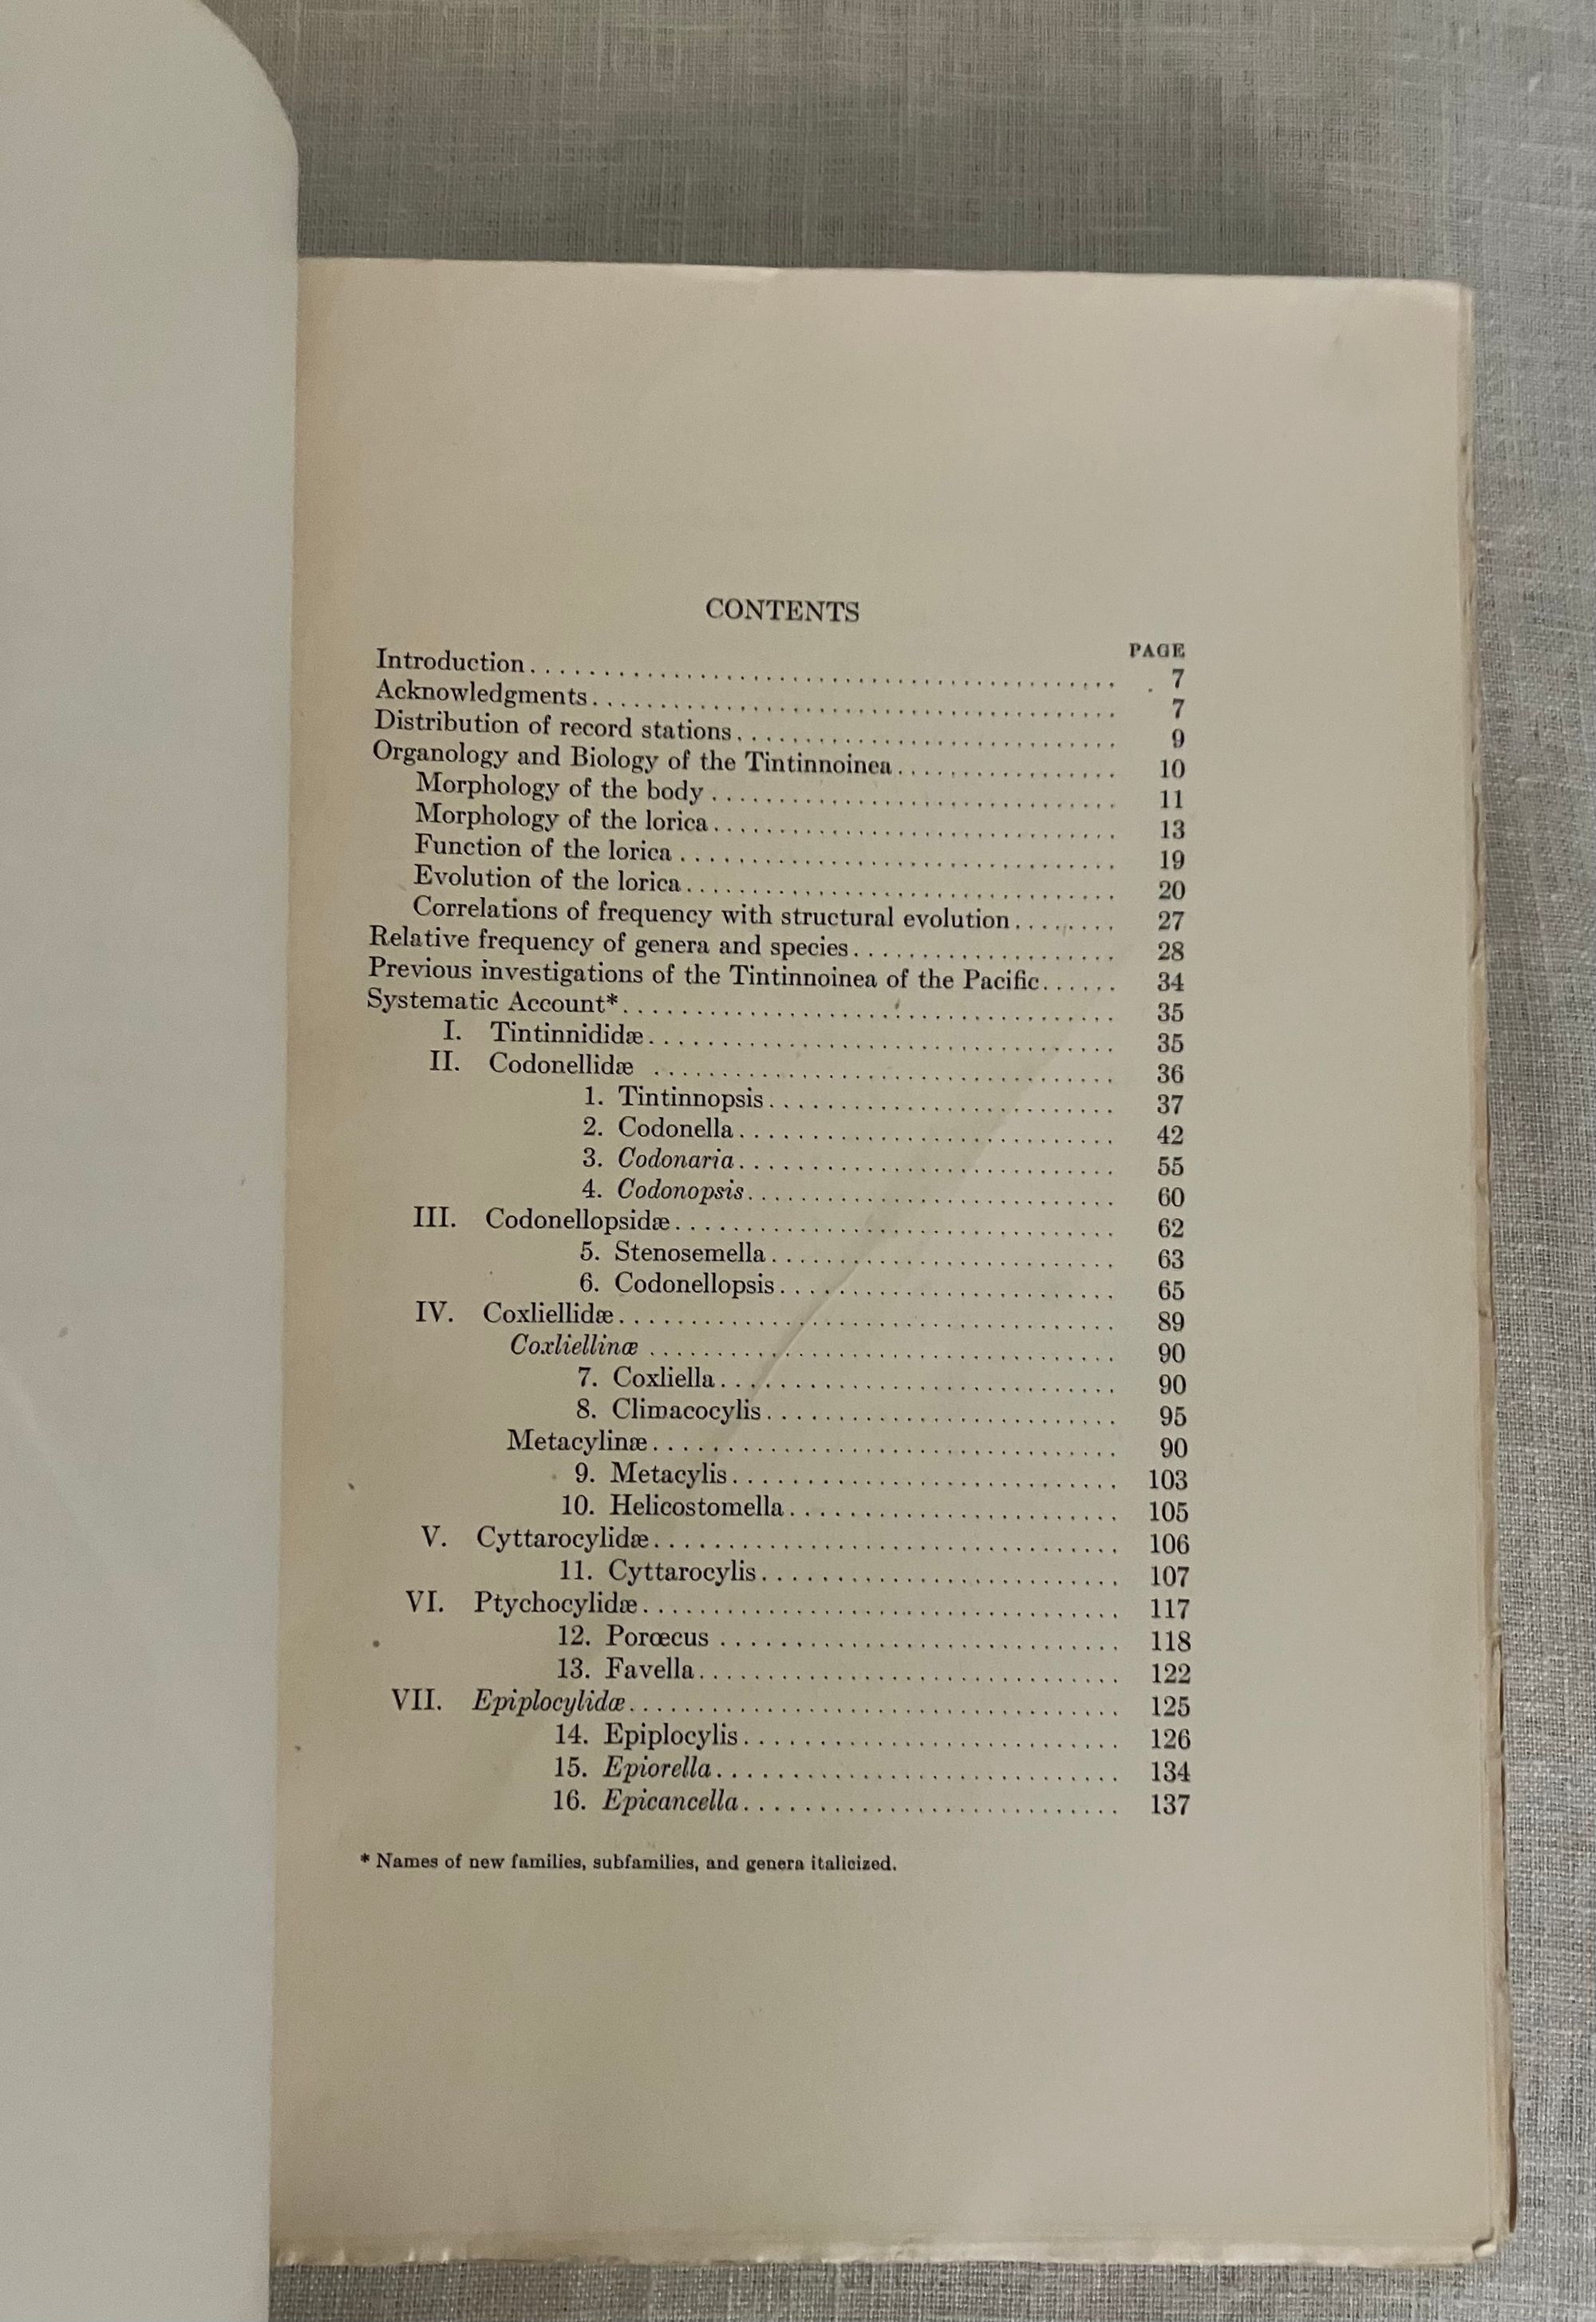 CONTENTS
PAGE
Introduction 7
Acknowledgments 7
Distribution of record stations 9
Organology and Biology of the Tintinnoinea 10
Morphology of the body 11
Morphology of the lorica 13
Function of the lorica 19
Evolution of the lorica 20
Correlations of frequency with structural evolution 27
Relative frequency of genera and species 28
Previous investigations of the Tintinnoinea of the Pacific 34
Systematic Account* 35
I. Tintinnididæ 35
II. Codonellidæ 36
1. Tintinnopsis 37
2. Codonella 42
3. Codonaria 55
4. Codonopsis 60
III. Codonellopsidæ 62
5. Stenosemella 63
6. Codonellopsis 65
IV. Coxliellidæ 89
Coxliellinæ 90
7. Coxliella 90
8. Climacocylis 95
Metacylinæ 90
9. Metacylis 103
10. Helicostomella 105
V. Cyttarocylidæ 106
11. Cyttarocylis 107
VI. Ptychocylidæ 117
12. Porœcus 118
13. Favella 122
VII. Epiplocylidæ 125
14. Epiplocylis 126
15. Epiorella 134
16. Epicancella 137
* Names of new families, subfamilies, and genera italicized.